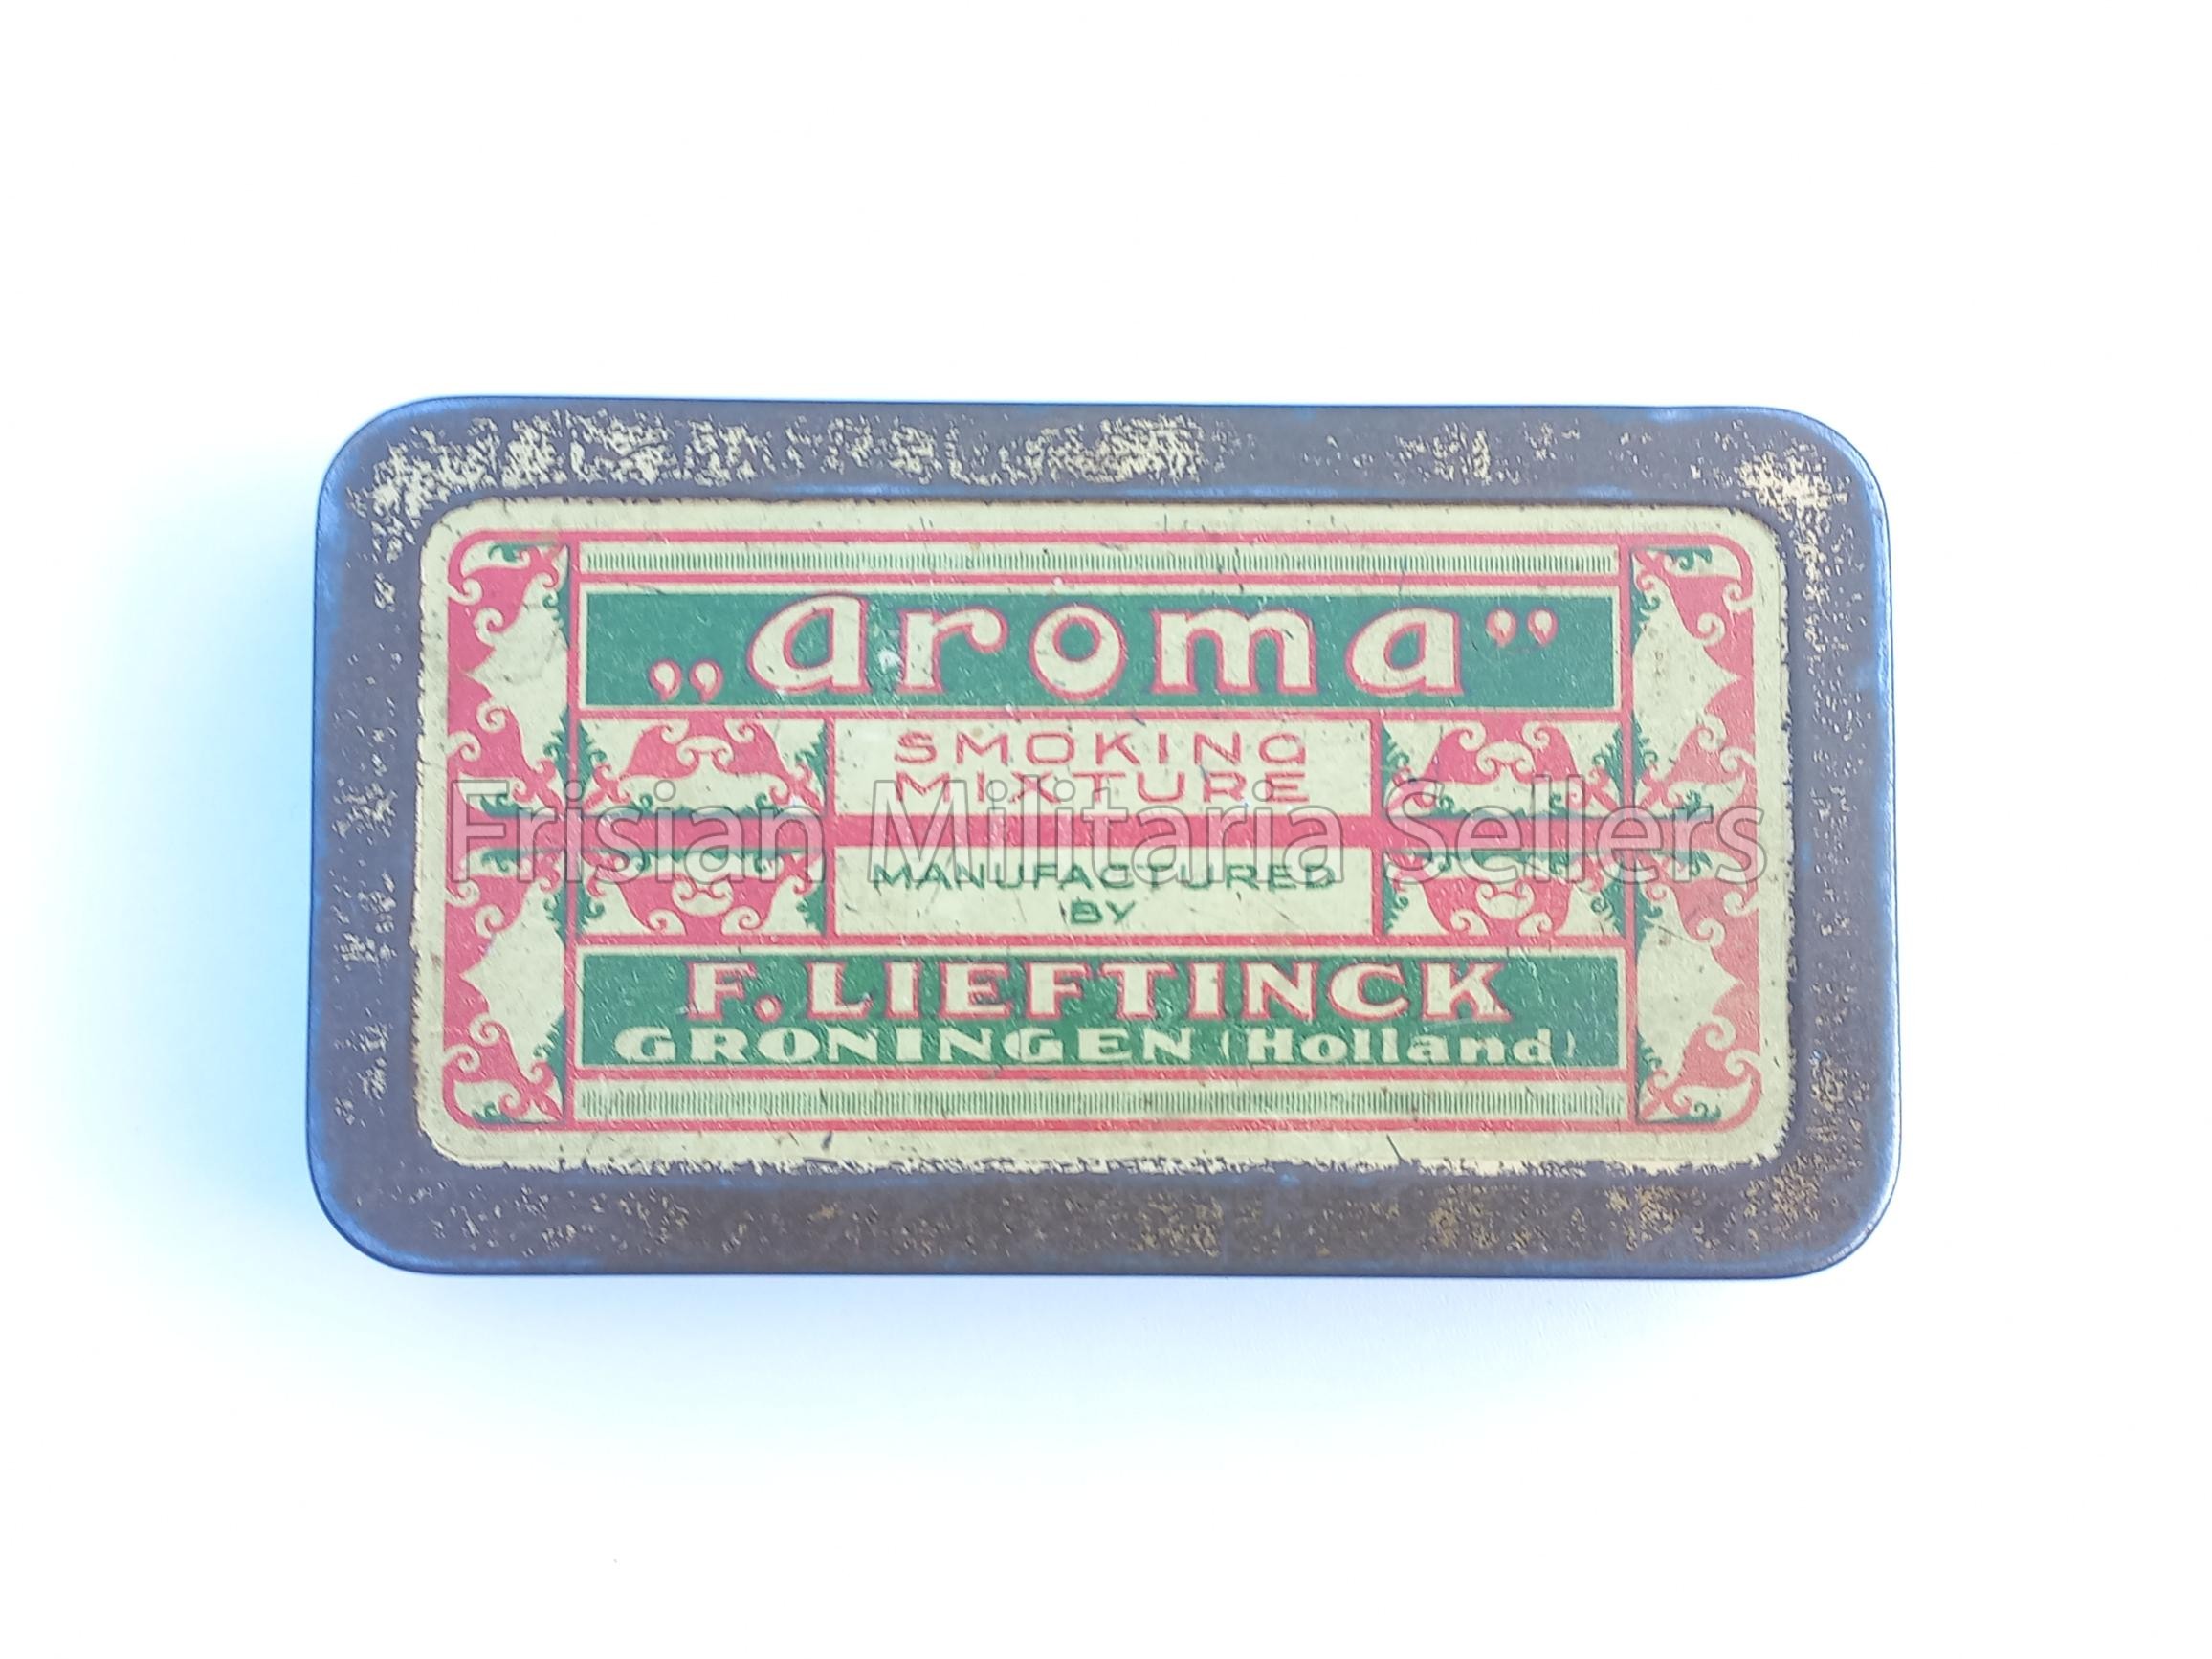 „aroma”
SMOKING
MIXTURE
Frisian Militaria Sellers
MANUFACTURED
BY
F. LIEFTINCK
GRONINGEN (Holland)